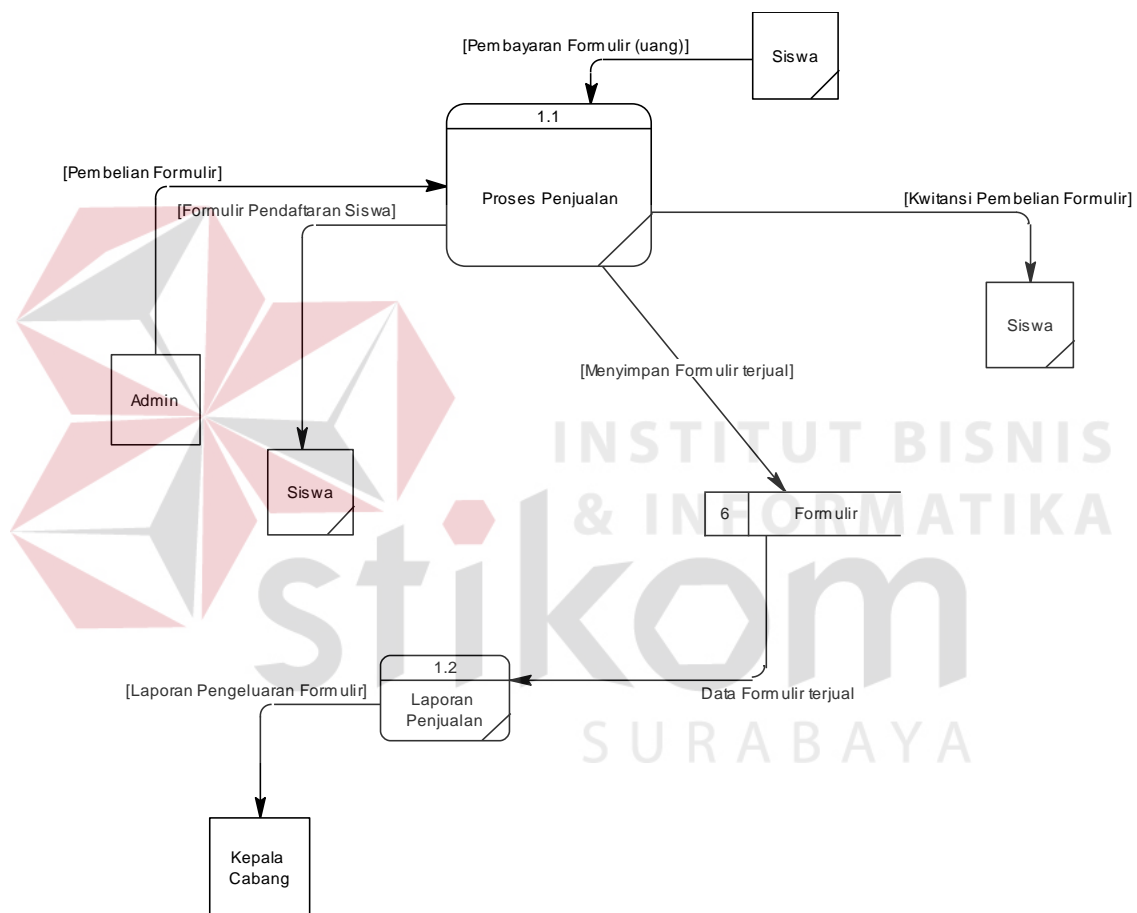 [Pembayaran Formulir (uang)]
Siswa
1.1
Proses Penjualan
[Pembelian Formulir]
[Formulir Pendaftaran Siswa]
[Kwitansi Pembelian Formulir]
Siswa
[Menyimpan Formulir terjual]
Admin
Siswa
INSTITUT BISNIS
& INFORMATIKA
6
Formulir
stikom
SURABAYA
1.2
Laporan
Penjualan
[Laporan Pengeluaran Formulir]
Data Formulir terjual
Kepala
Cabang